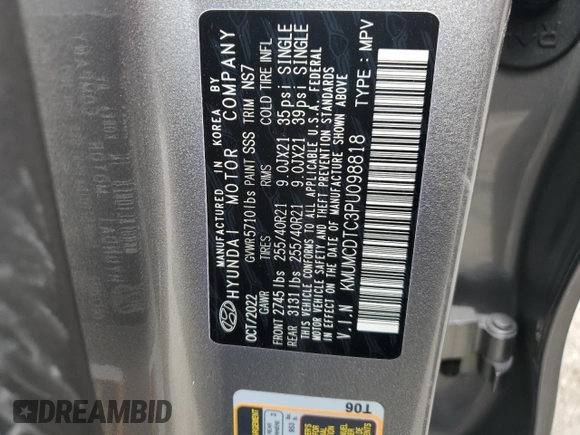 MANUFACTURED IN KOREA BY
HYUNDAI MOTOR COMPANY
OCT/2022 GVWR5710lbs PAINT SSS TRIM NS7
GAWR TIRES RIMS COLD TIRE INFL
FRONT 2745lbs 255/40R21 9.0JX21 35psi SINGLE
REAR 3131lbs 255/40R21 9.0JX21 39psi SINGLE
THIS VEHICLE CONFORMS TO ALL APPLICABLE U.S.A. FEDERAL
MOTOR VEHICLE SAFETY AND THEFT PREVENTION STANDARDS
IN EFFECT ON THE DATE OF MANUFACTURE SHOWN ABOVE
V.I.N KMUMCDTC3PU098818 TYPE : MPV
T06
DREAMBID
AUTOMOTIVE DATABASE